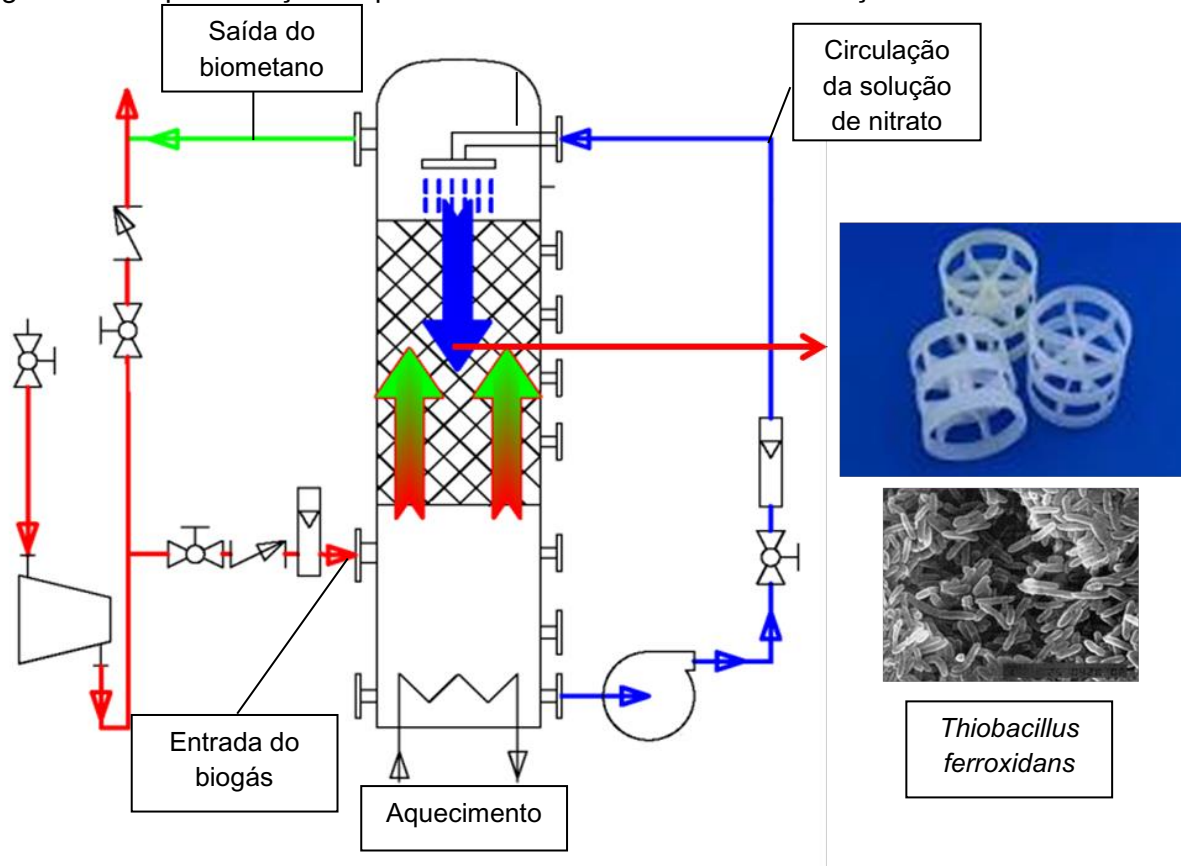 Saída do
biometano
Circulação
da solução
de nitrato
Entrada do
biogás
Aquecimento
Thiobacillus
ferroxidans